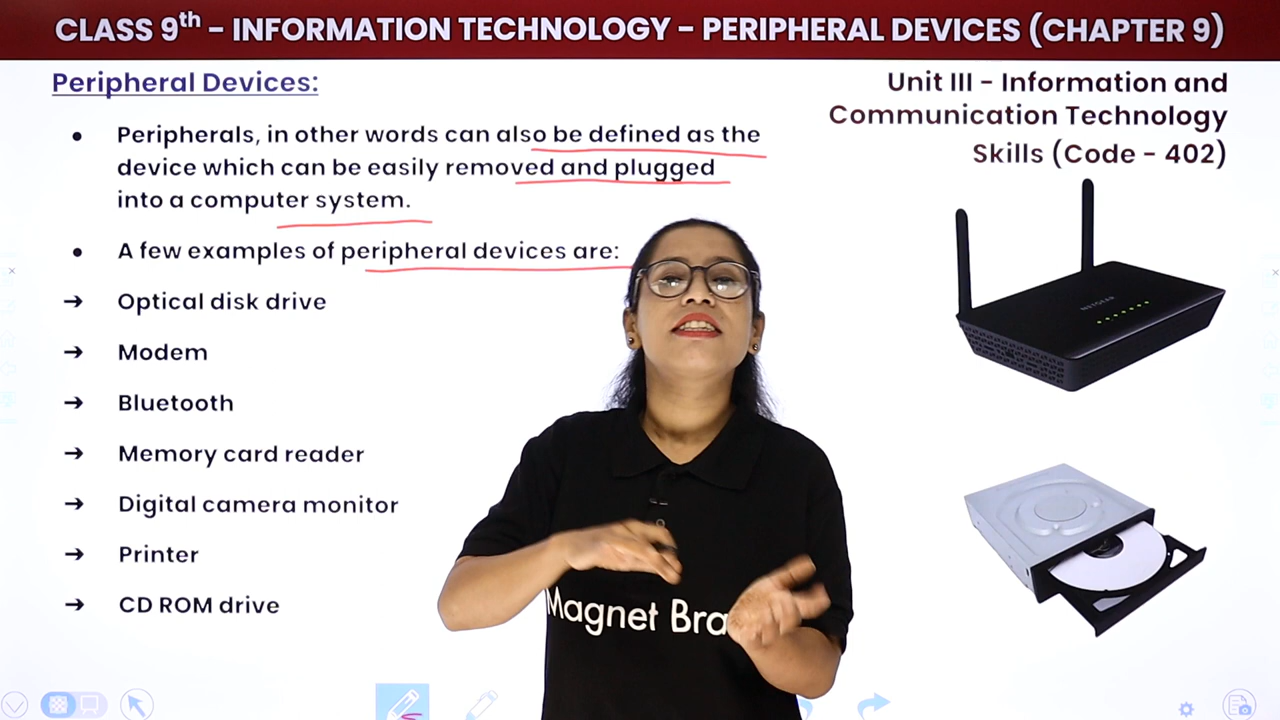 CLASS 9th – INFORMATION TECHNOLOGY – PERIPHERAL DEVICES (CHAPTER 9)
Peripheral Devices:
• Peripherals, in other words can also be defined as the
device which can be easily removed and plugged
into a computer system.
• A few examples of peripheral devices are:
→ Optical disk drive
→ Modem
→ Bluetooth
→ Memory card reader
→ Digital camera monitor
→ Printer
→ CD ROM drive
Unit III – Information and
Communication Technology
Skills (Code – 402)
NETGEAR
Magnet Bra